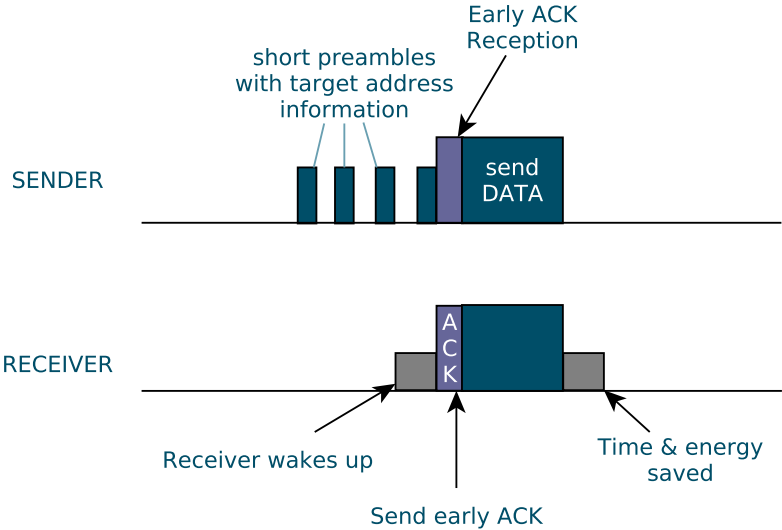 Early ACK
Reception
short preambles
with target address
information
SENDER
send
DATA
RECEIVER
A
C
K
Receiver wakes up
Time & energy
saved
Send early ACK